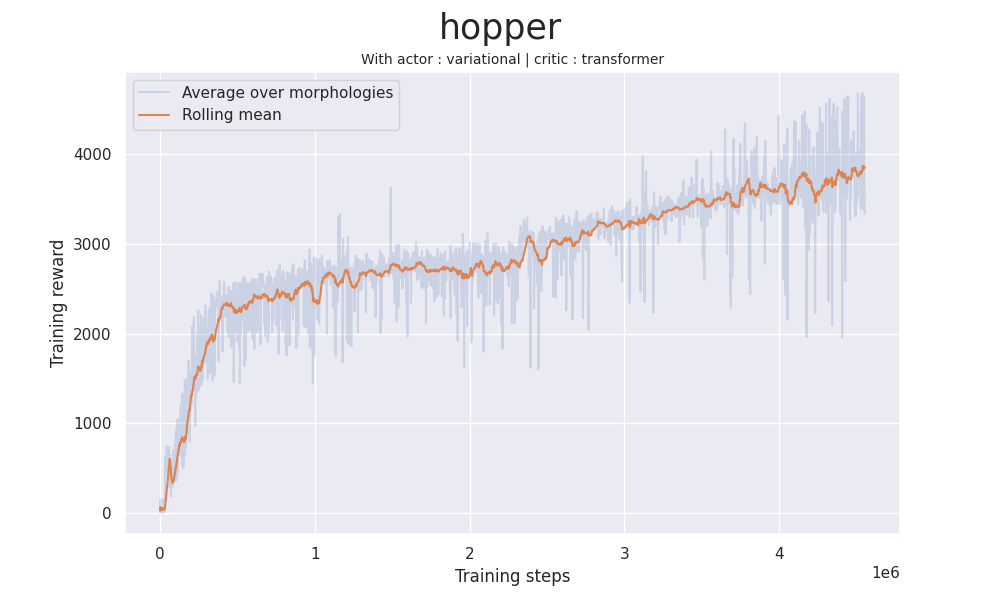 hopper
With actor : variational | critic : transformer
Average over morphologies
Rolling mean
Training reward
4000
3000
2000
1000
0
0 1 2 3 4
1e6
Training steps